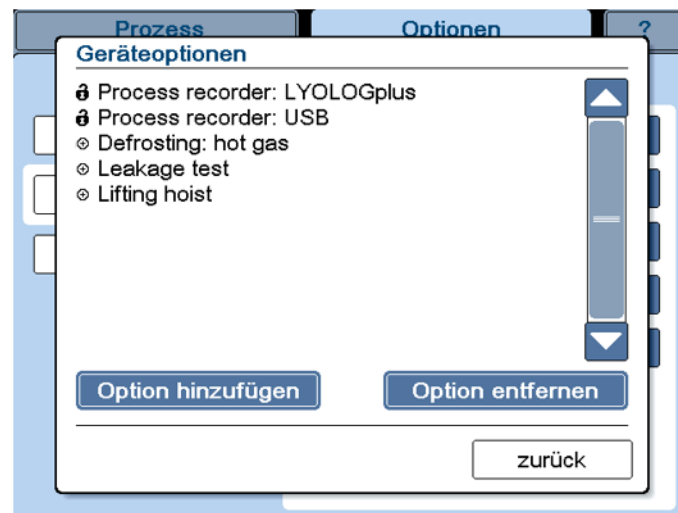 Prozess Optionen ?
Geräteoptionen
Process recorder: LYOLOGplus
Process recorder: USB
Defrosting: hot gas
Leakage test
Lifting hoist
Option hinzufügen Option entfernen
zurück